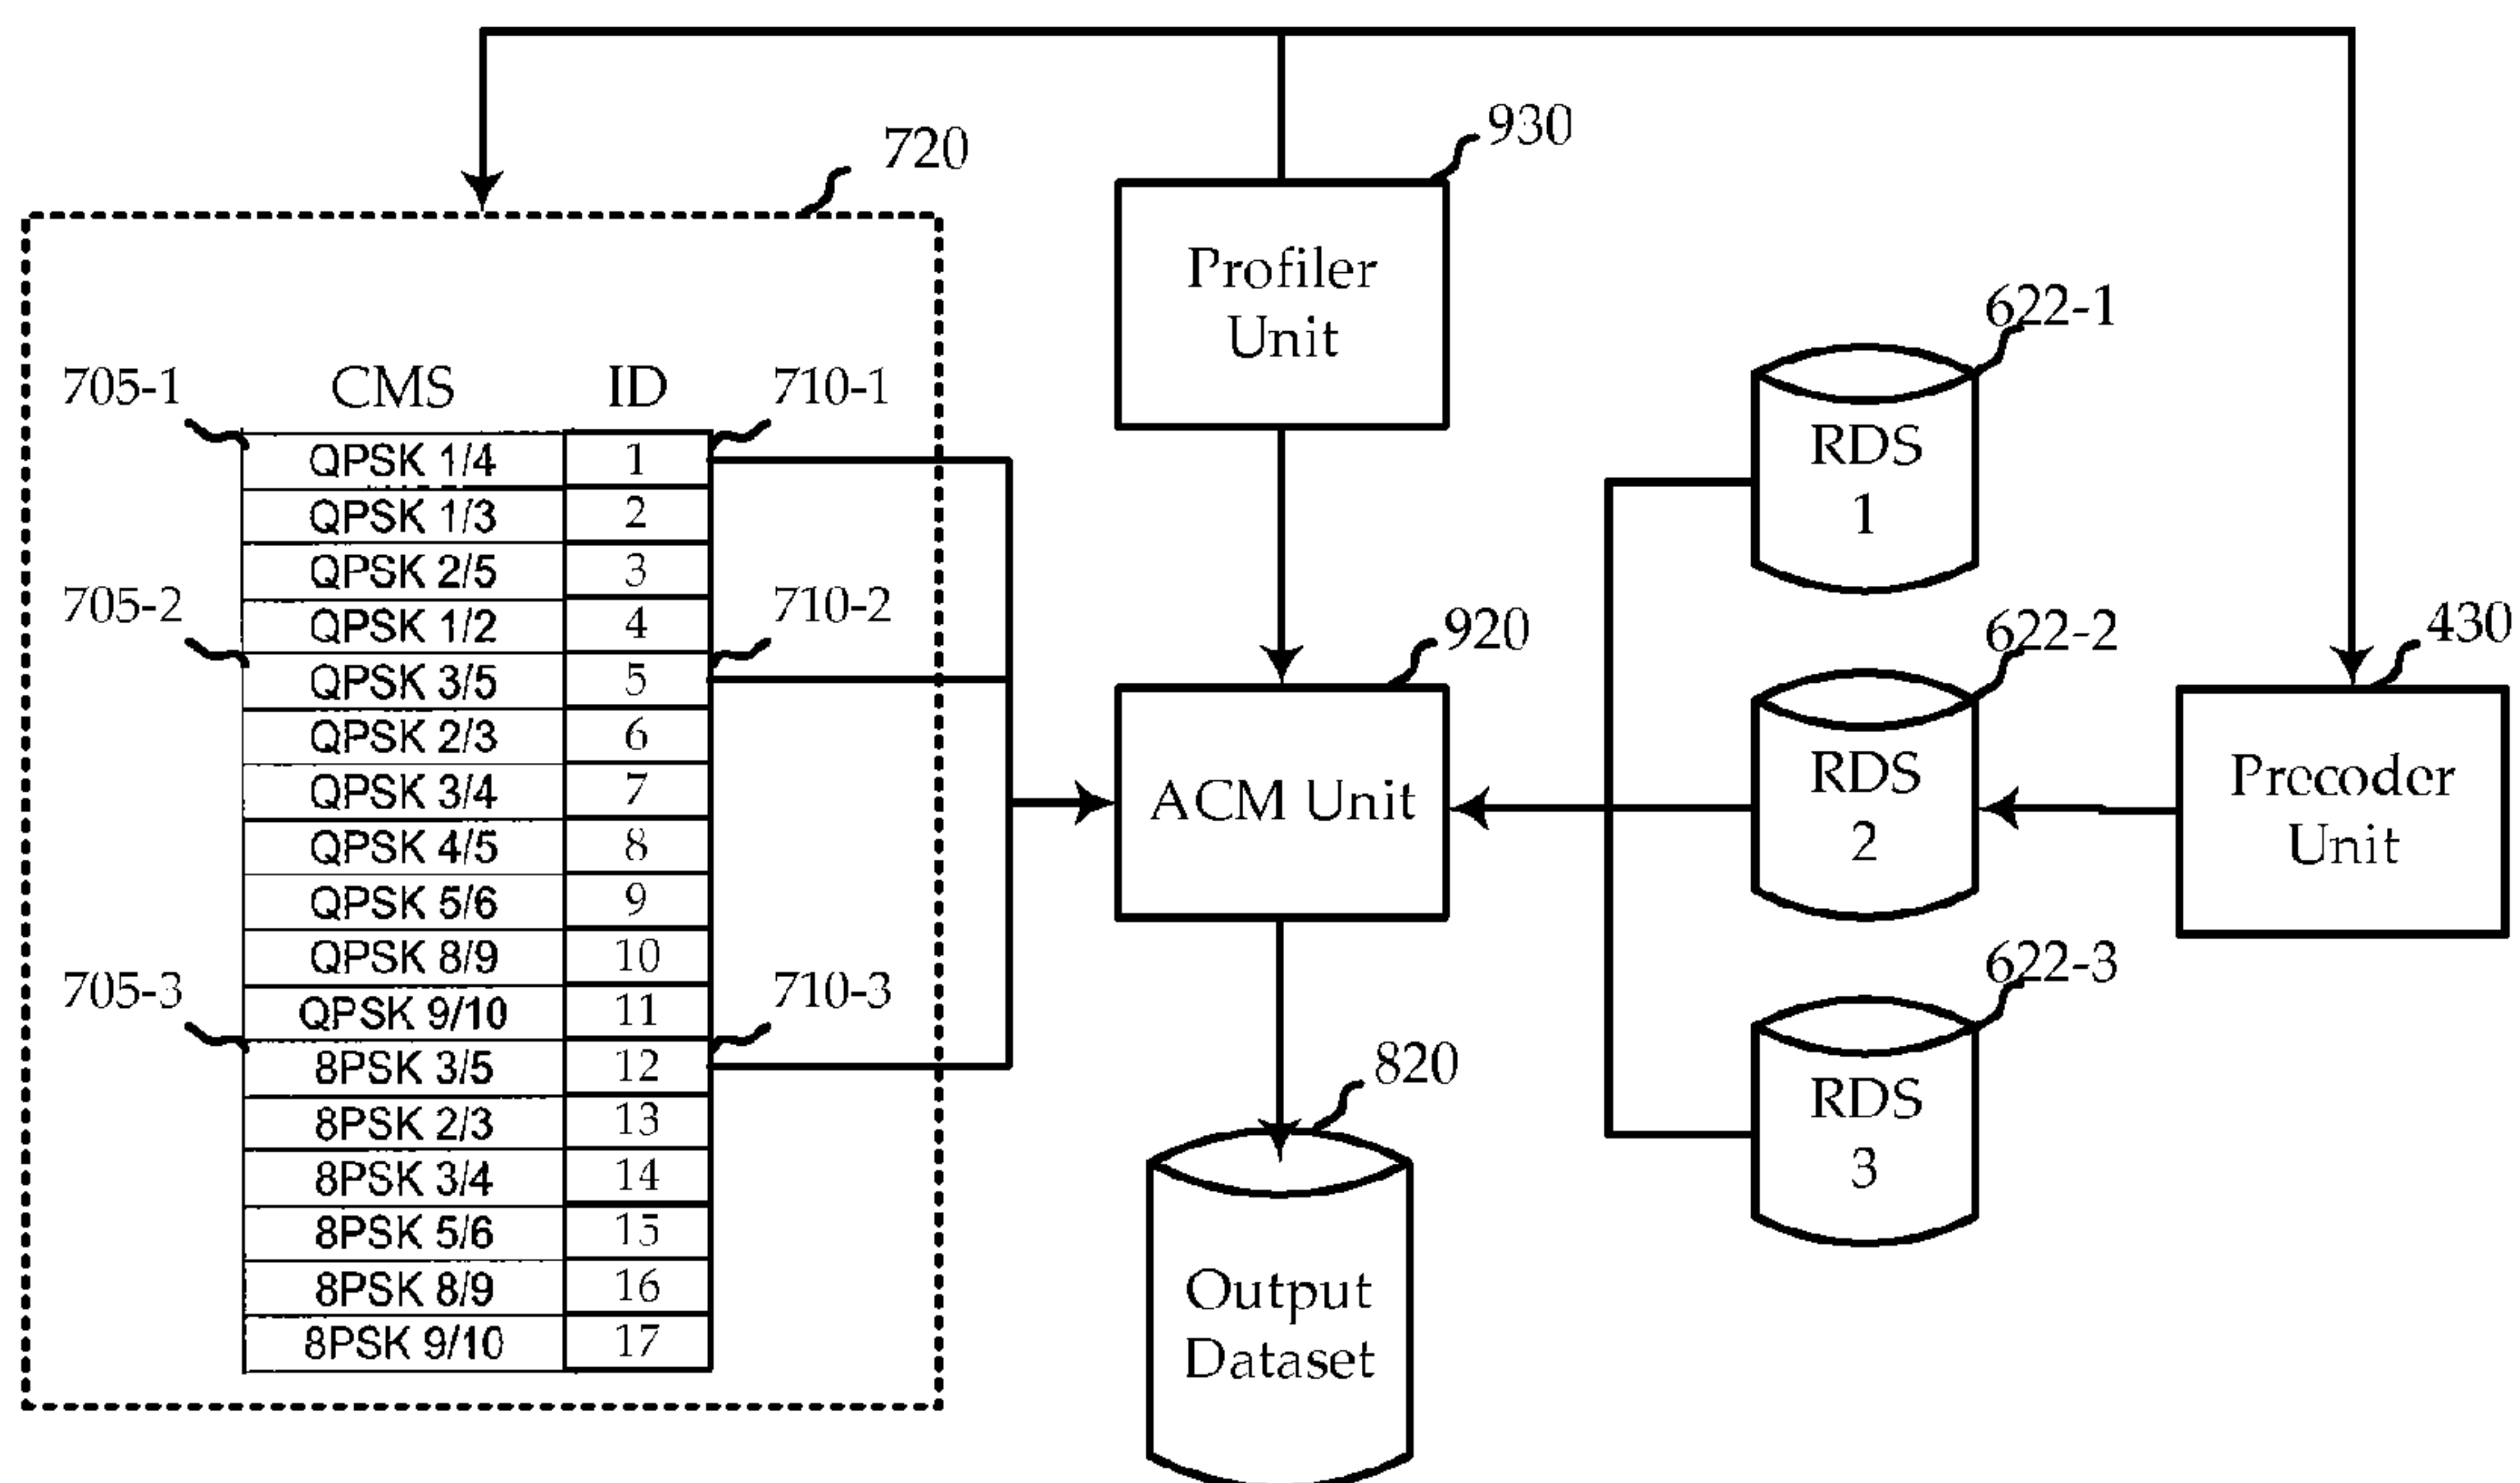 720
930
Profiler
Unit
622-1
705-1
CMS
ID
710-1
QPSK 1/4
1
QPSK 1/3
2
QPSK 2/5
3
705-2
710-2
QPSK 1/2
4
QPSK 3/5
5
QPSK 2/3
6
QPSK 3/4
7
QPSK 4/5
8
QPSK 5/6
9
QPSK 8/9
10
705-3
710-3
QPSK 9/10
11
8PSK 3/5
12
8PSK 2/3
13
8PSK 3/4
14
8PSK 5/6
15
8PSK 8/9
16
8PSK 9/10
17
RDS
1
920
622-2
430
ACM Unit
RDS
2
Precoder
Unit
622-3
820
RDS
3
Output
Dataset